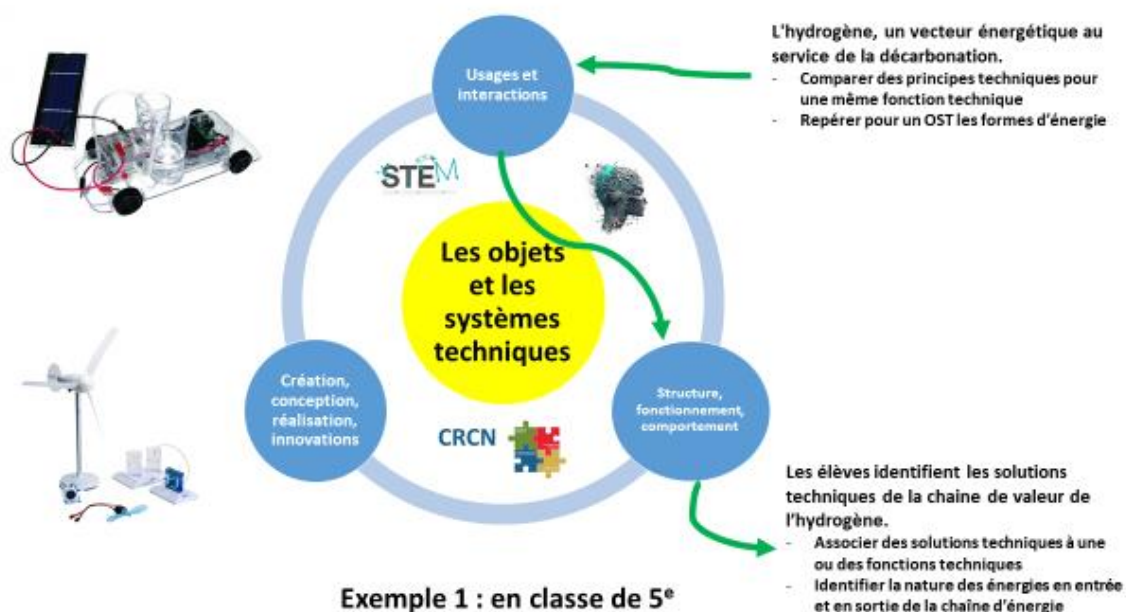 L'hydrogène, un vecteur énergétique au
service de la décarbonation.
- Comparer des principes techniques pour
une même fonction technique
- Repérer pour un OST les formes d'énergie
Usages et
interactions
STEM
Les objets
et les
systèmes
techniques
Création,
conception,
réalisation,
innovations
Structure,
fonctionnement,
comportement
CRCN
Les élèves identifient les solutions
techniques de la chaine de valeur de
l'hydrogène.
- Associer des solutions techniques à une
ou des fonctions techniques
- Identifier la nature des énergies en entrée
et en sortie de la chaîne d'énergie
Exemple 1 : en classe de 5e